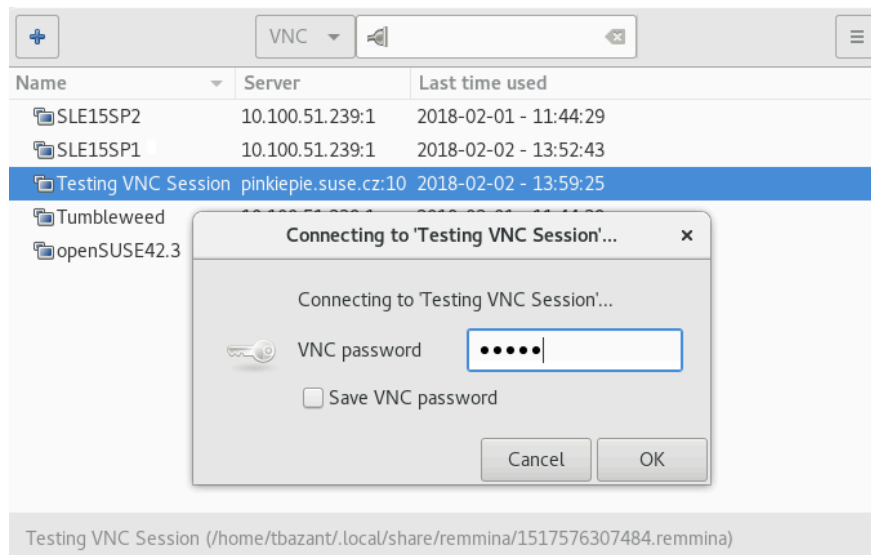 VNC
Name Server Last time used
SLE15SP2 10.100.51.239:1 2018-02-01 - 11:44:29
SLE15SP1 10.100.51.239:1 2018-02-02 - 13:52:43
Testing VNC Session pinkiepie.suse.cz:10 2018-02-02 - 13:59:25
Tumbleweed
openSUSE42.3
Connecting to 'Testing VNC Session'...
Connecting to 'Testing VNC Session'...
VNC password •••••
Save VNC password
Cancel OK
Testing VNC Session (/home/tbazant/.local/share/remmina/1517576307484.remmina)